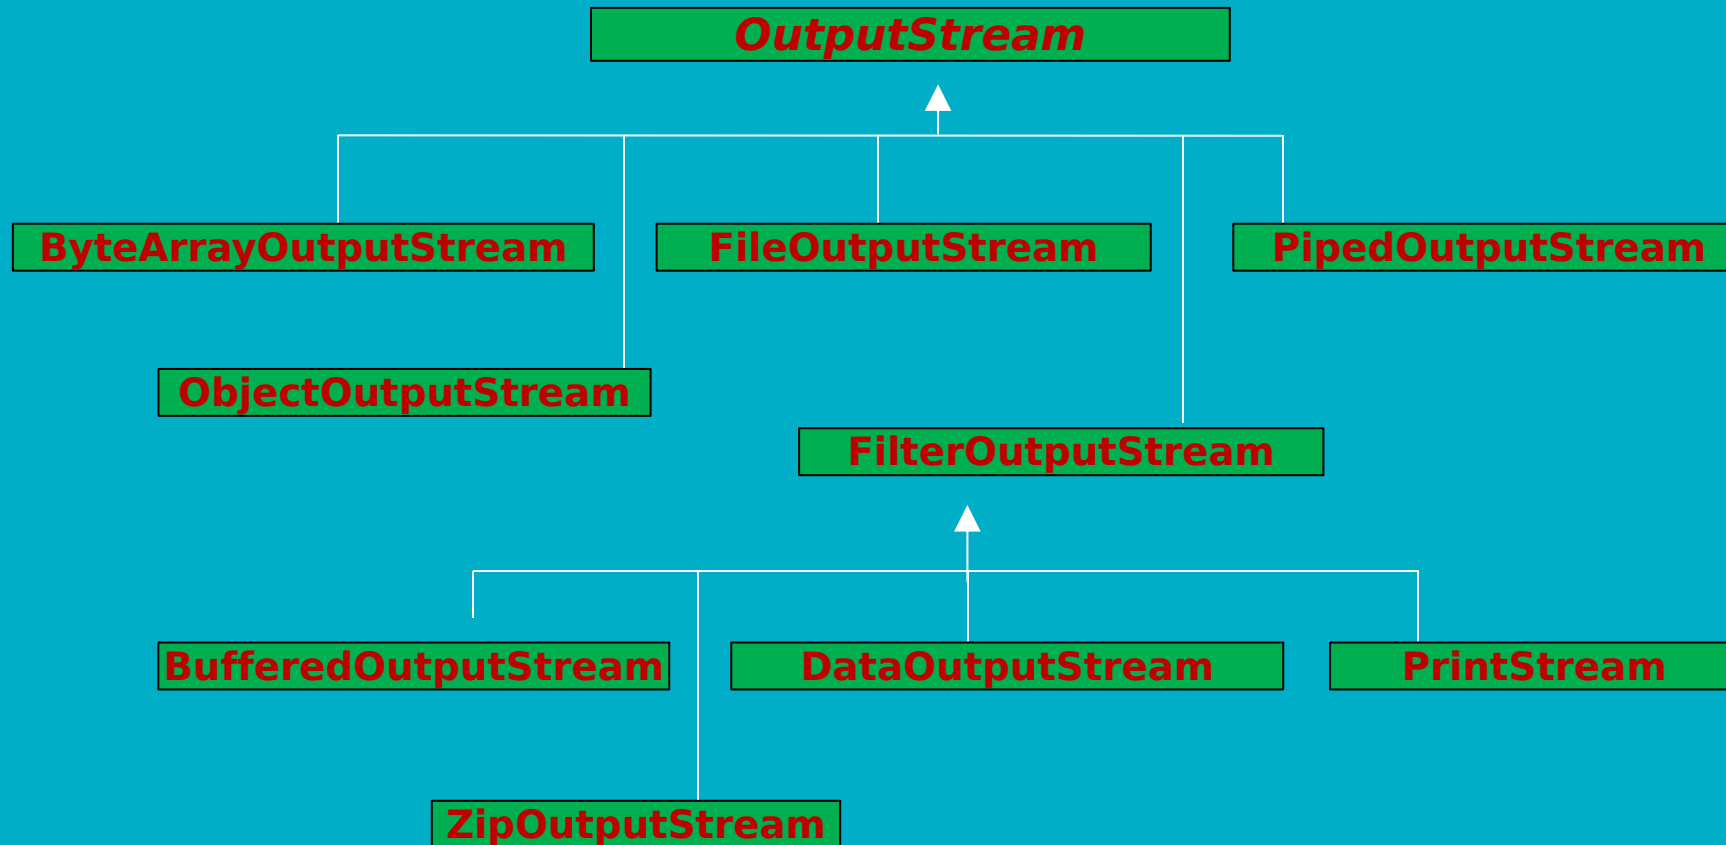 OutputStream
ByteArrayOutputStream
FileOutputStream
PipedOutputStream
ObjectOutputStream
FilterOutputStream
BufferedOutputStream
DataOutputStream
PrintStream
ZipOutputStream